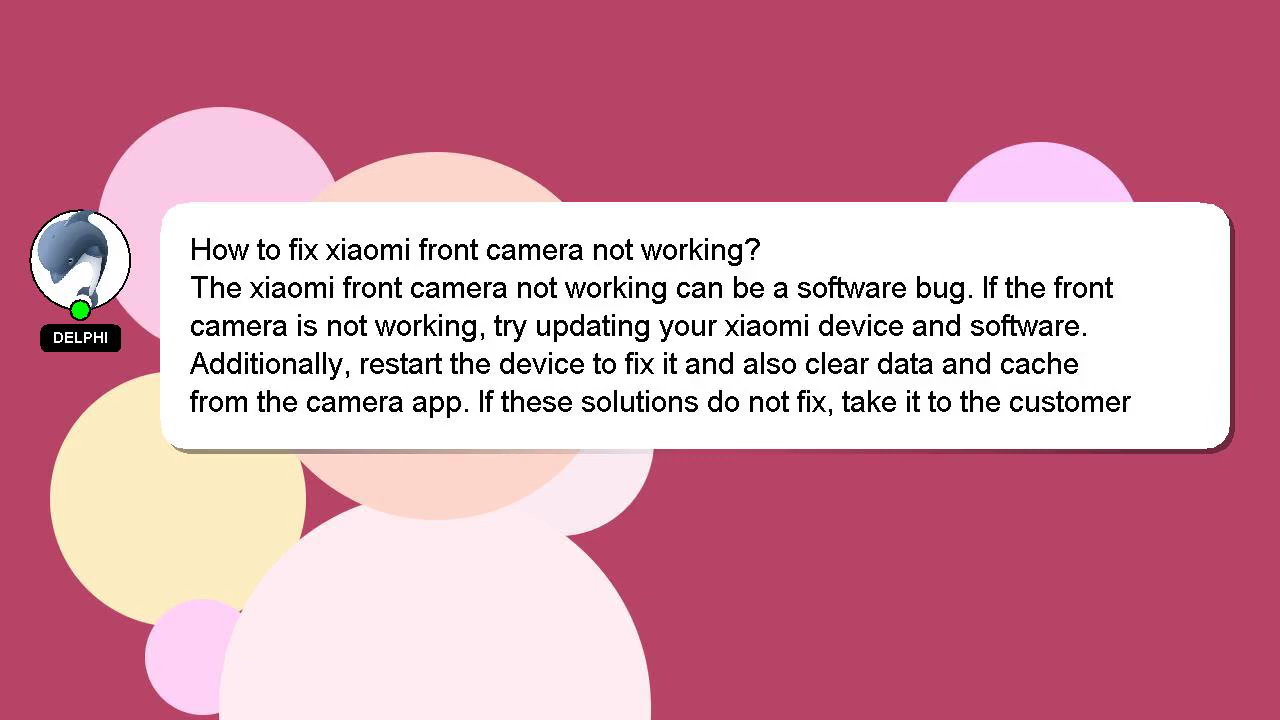 How to fix xiaomi front camera not working?
The xiaomi front camera not working can be a software bug. If the front
camera is not working, try updating your xiaomi device and software.
Additionally, restart the device to fix it and also clear data and cache
from the camera app. If these solutions do not fix, take it to the customer
DELPHI